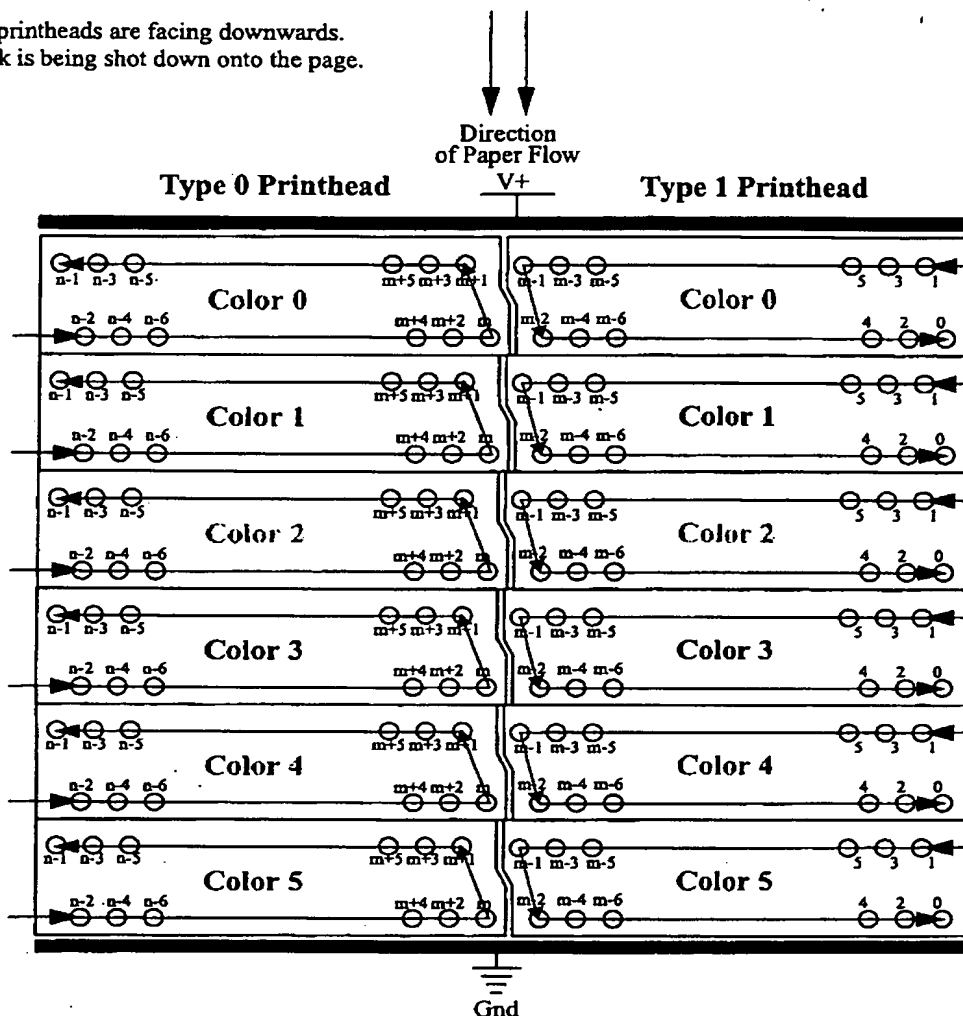 printheads are facing downwards.
k is being shot down onto the page.
Direction
of Paper Flow
V+
Type 0 Printhead
Type 1 Printhead
n-1 n-3 n-5 m+5 m+3 m+1 m-1 m-3 m-5 5 3 1
Color 0 Color 0
n-2 n-4 n-6 m+4 m+2 m m-2 m-4 m-6 4 2 0
n-1 n-3 n-5 m+5 m+3 m+1 m-1 m-3 m-5 5 3 1
Color 1 Color 1
n-2 n-4 n-6 m+4 m+2 m m-2 m-4 m-6 4 2 0
n-1 n-3 n-5 m+5 m+3 m+1 m-1 m-3 m-5 5 3 1
Color 2 Color 2
n-2 n-4 n-6 m+4 m+2 m m-2 m-4 m-6 4 2 0
n-1 n-3 n-5 m+5 m+3 m+1 m-1 m-3 m-5 5 3 1
Color 3 Color 3
n-2 n-4 n-6 m+4 m+2 m m-2 m-4 m-6 4 2 0
n-1 n-3 n-5 m+5 m+3 m+1 m-1 m-3 m-5 5 3 1
Color 4 Color 4
n-2 n-4 n-6 m+4 m+2 m m-2 m-4 m-6 4 2 0
n-1 n-3 n-5 m+5 m+3 m+1 m-1 m-3 m-5 5 3 1
Color 5 Color 5
n-2 n-4 n-6 m+4 m+2 m m-2 m-4 m-6 4 2 0
Gnd